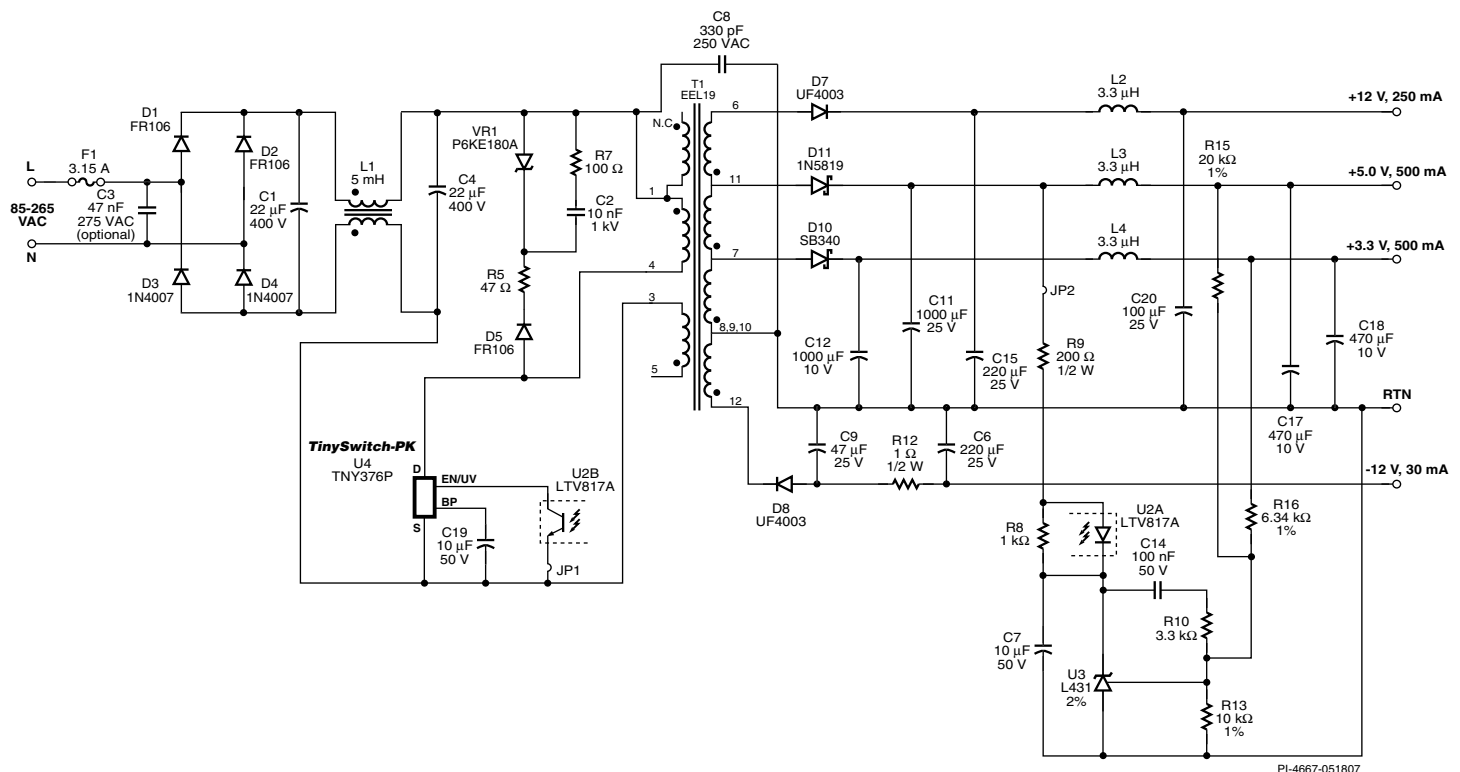 C8
330 pF
250 VAC
T1
EEL19
N.C
6
11
7
8,9,10
12
1
4
3
5
D7
UF4003
D11
1N5819
D10
SB340
L2
3.3 µH
L3
3.3 µH
L4
3.3 µH
+12 V, 250 mA
+5.0 V, 500 mA
+3.3 V, 500 mA
RTN
-12 V, 30 mA
L
85-265
VAC
N
F1
3.15 A
C3
47 nF
275 VAC
(optional)
D1
FR106
D2
FR106
D3
1N4007
D4
1N4007
C1
22 µF
400 V
L1
5 mH
C4
22 µF
400 V
VR1
P6KE180A
R7
100 Ω
C2
10 nF
1 kV
R5
47 Ω
D5
FR106
TinySwitch-PK
U4
TNY376P
D
EN/UV
BP
S
C19
10 µF
50 V
U2B
LTV817A
JP1
C12
1000 µF
10 V
C11
1000 µF
25 V
C15
220 µF
25 V
JP2
R9
200 Ω
1/2 W
C20
100 µF
25 V
R15
20 kΩ
1%
C17
470 µF
10 V
C18
470 µF
10 V
C9
47 µF
25 V
R12
1 Ω
1/2 W
C6
220 µF
25 V
D8
UF4003
R8
1 kΩ
U2A
LTV817A
C14
100 nF
50 V
R16
6.34 kΩ
1%
R10
3.3 kΩ
C7
10 µF
50 V
U3
L431
2%
R13
10 kΩ
1%
PI-4667-051807